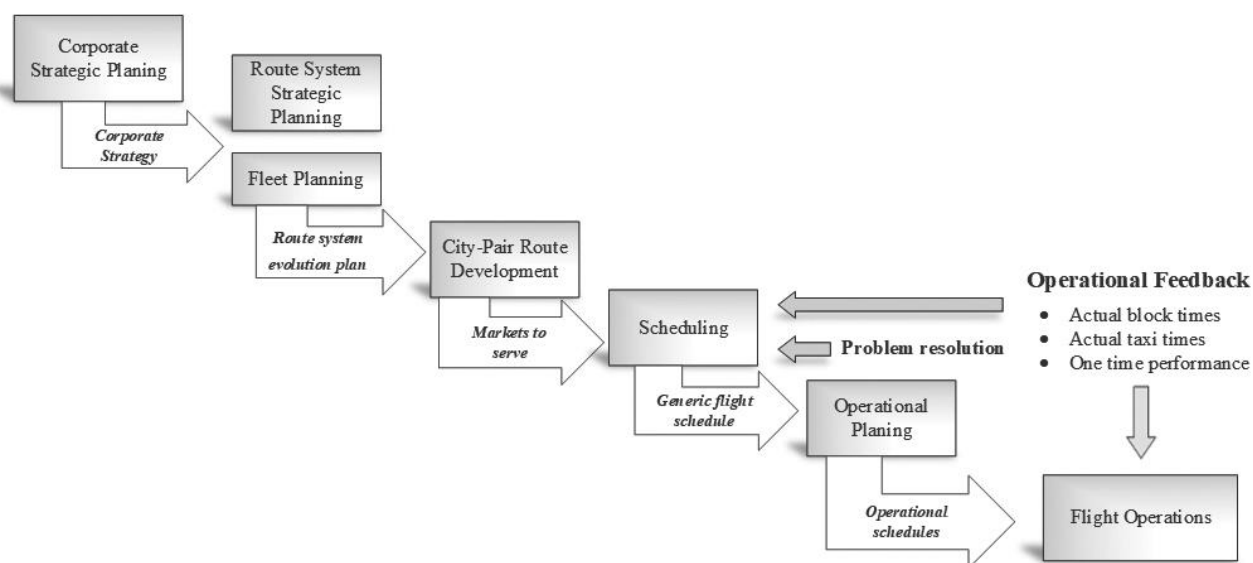 Corporate
Strategic Planing
Route System
Strategic
Planning
Corporate
Strategy
Fleet Planning
Route system
evolution plan
City-Pair Route
Development
Markets to
serve
Scheduling
Generic flight
schedule
Operational Feedback
• Actual block times
• Actual taxi times
• One time performance
Problem resolution
Operational
Planing
Operational
schedules
Flight Operations